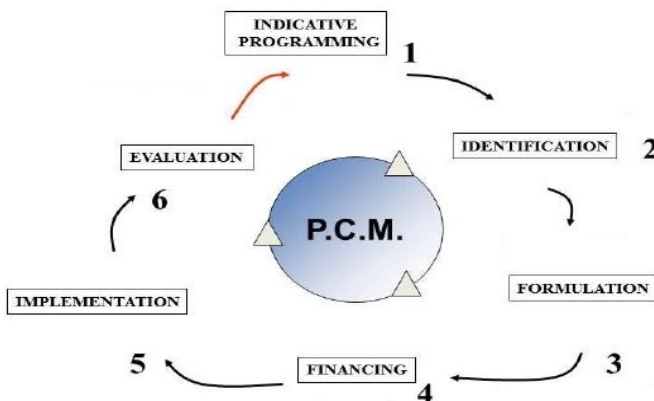 INDICATIVE
PROGRAMMING
1
IDENTIFICATION
2
FORMULATION
3
FINANCING
4
IMPLEMENTATION
5
EVALUATION
6
P.C.M.